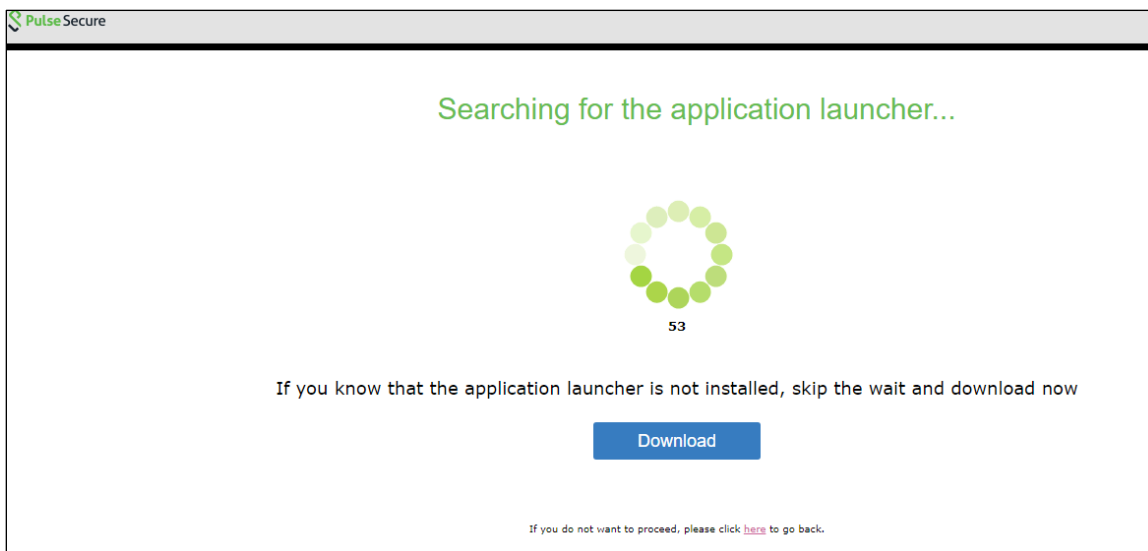 Pulse Secure
Searching for the application launcher...
53
If you know that the application launcher is not installed, skip the wait and download now
Download
If you do not want to proceed, please click here to go back.